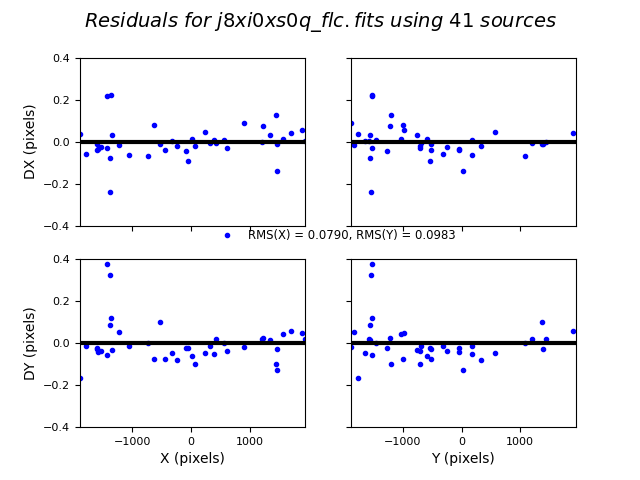 Residuals for j8xi0xs0q_flc.fits using 41 sources
0.4
0.2
0.0
−0.2
−0.4
DX (pixels)
RMS(X) = 0.0790, RMS(Y) = 0.0983
0.4
0.2
0.0
−0.2
−0.4
DY (pixels)
−1000 0 1000
−1000 0 1000
X (pixels)
Y (pixels)